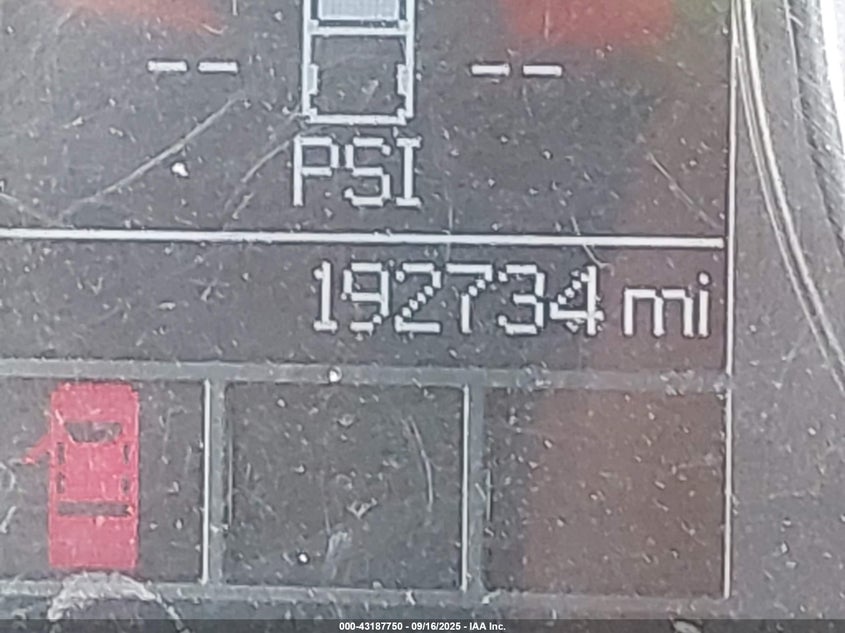 -- --
PSI
192734 mi
000-43187750 - 09/16/2025 - IAA Inc.